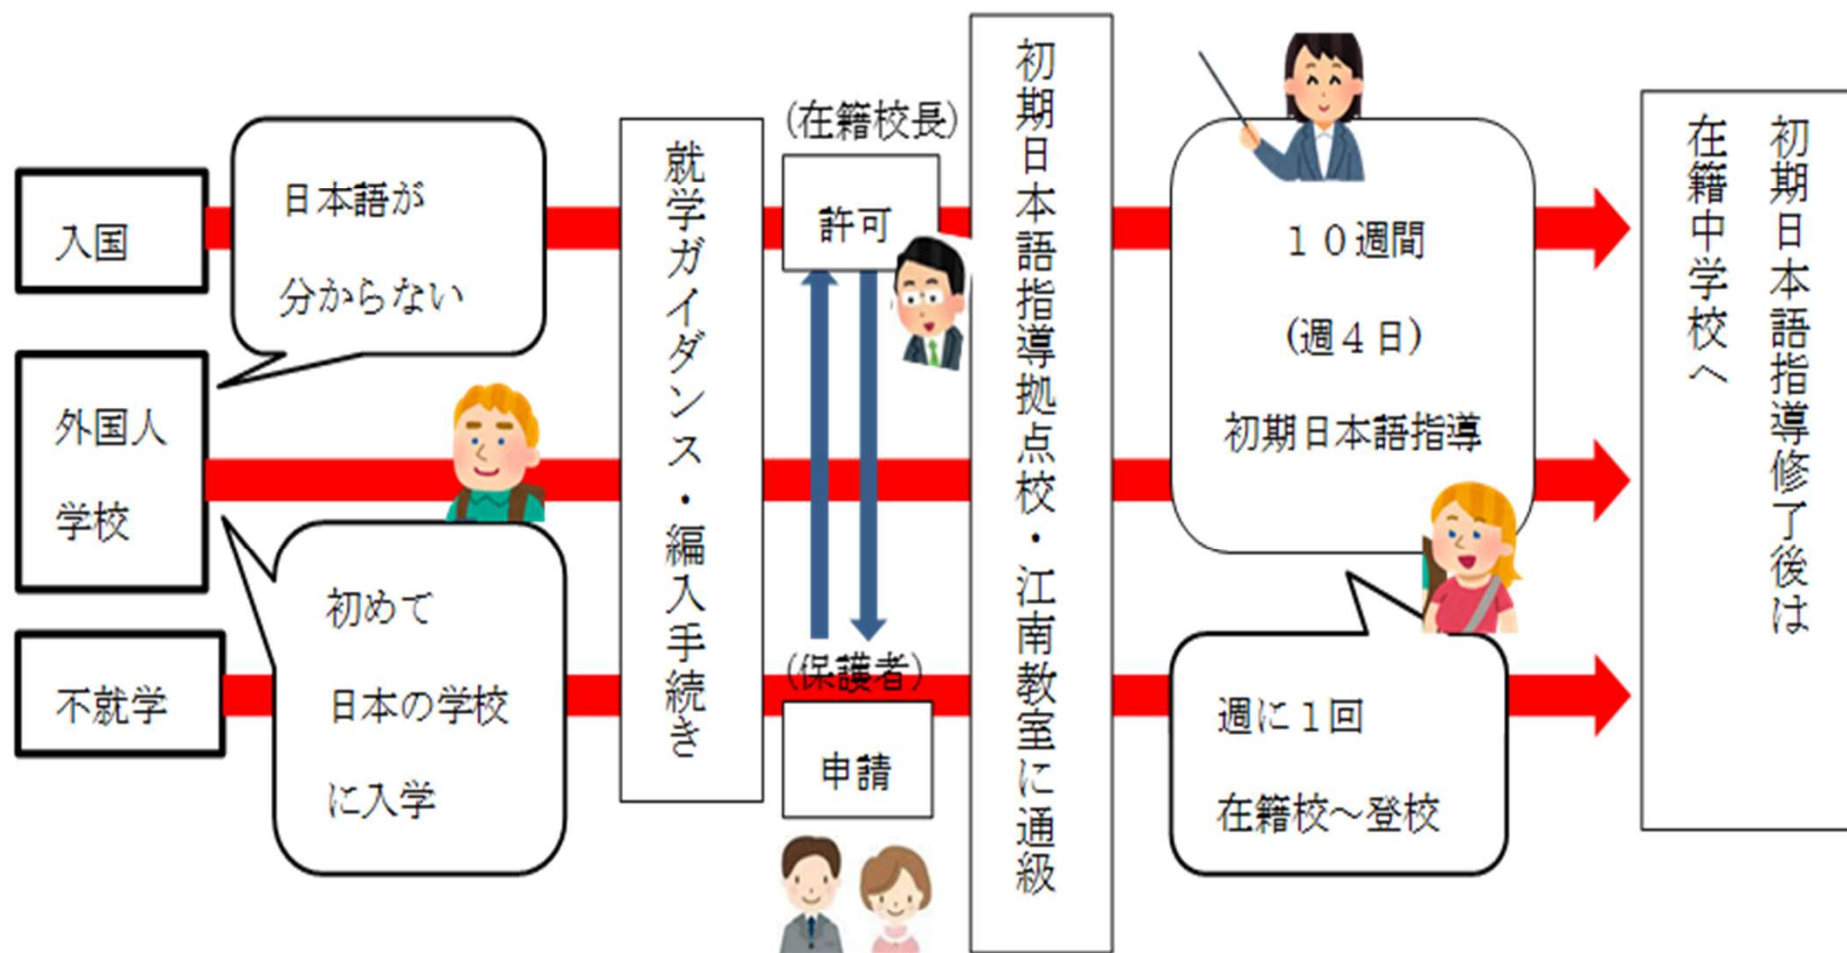 入国
日本語が
分からない
外国人
学校
不就学
初めて
日本の学校
に入学
就学ガイダンス・編入手続き
(在籍校長)
許可
(保護者)
申請
初期日本語指導拠点校・江南教室に通級
１０週間
(週４日)
初期日本語指導
週に１回
在籍校～登校
初期日本語指導修了後は
在籍中学校へ